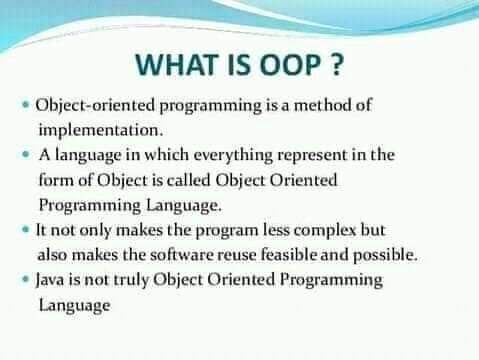 WHAT IS OOP ?
• Object-oriented programming is a method of
implementation.
• A language in which everything represent in the
form of Object is called Object Oriented
Programming Language.
• It not only makes the program less complex but
also makes the software reuse feasible and possible.
• Java is not truly Object Oriented Programming
Language